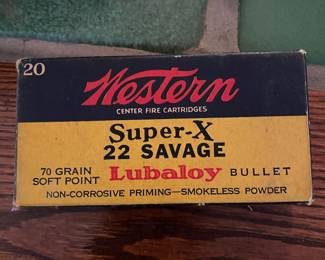 20
Western
CENTER FIRE CARTRIDGES
Super-X
22 SAVAGE
70 GRAIN
SOFT POINT
Lubaloy BULLET
NON-CORROSIVE PRIMING—SMOKELESS POWDER